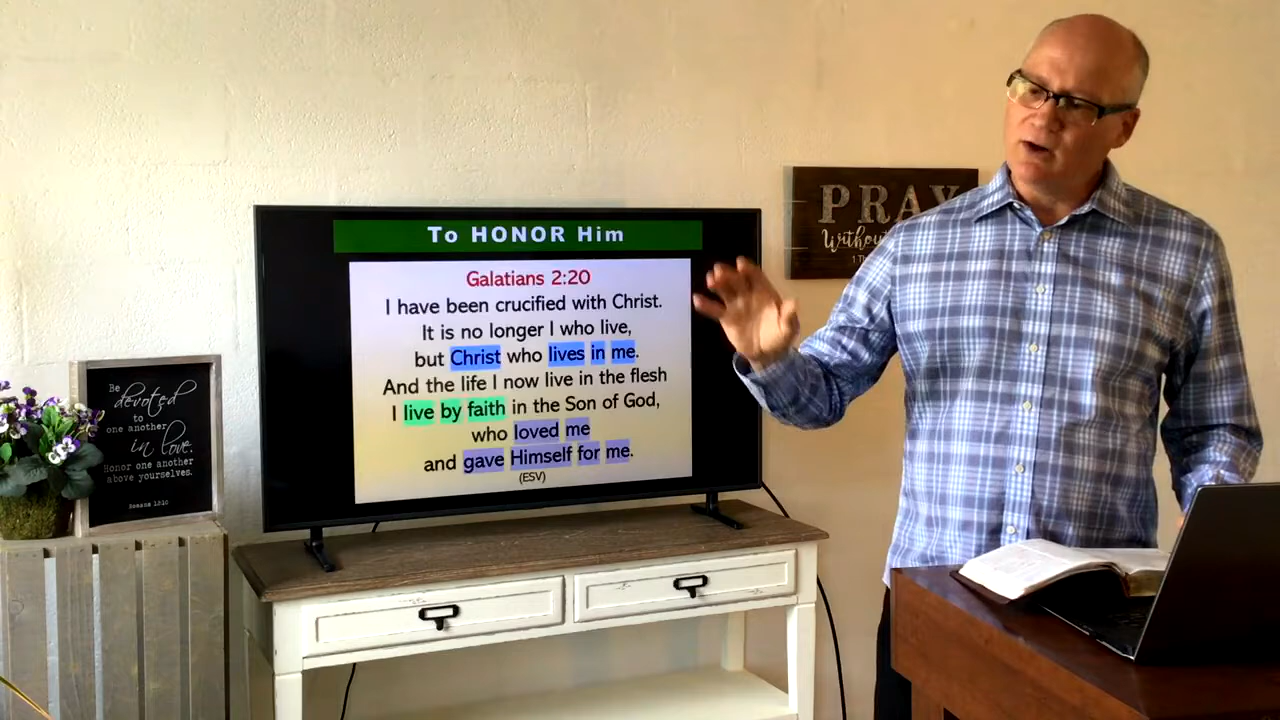 To HONOR Him
Galatians 2:20
I have been crucified with Christ.
It is no longer I who live,
but Christ who lives in me.
And the life I now live in the flesh
I live by faith in the Son of God,
who loved me
and gave Himself for me.
(ESV)
PRAY
Be
devoted
to
one another
in love.
Honor one another
above yourselves.
Romans 12:10